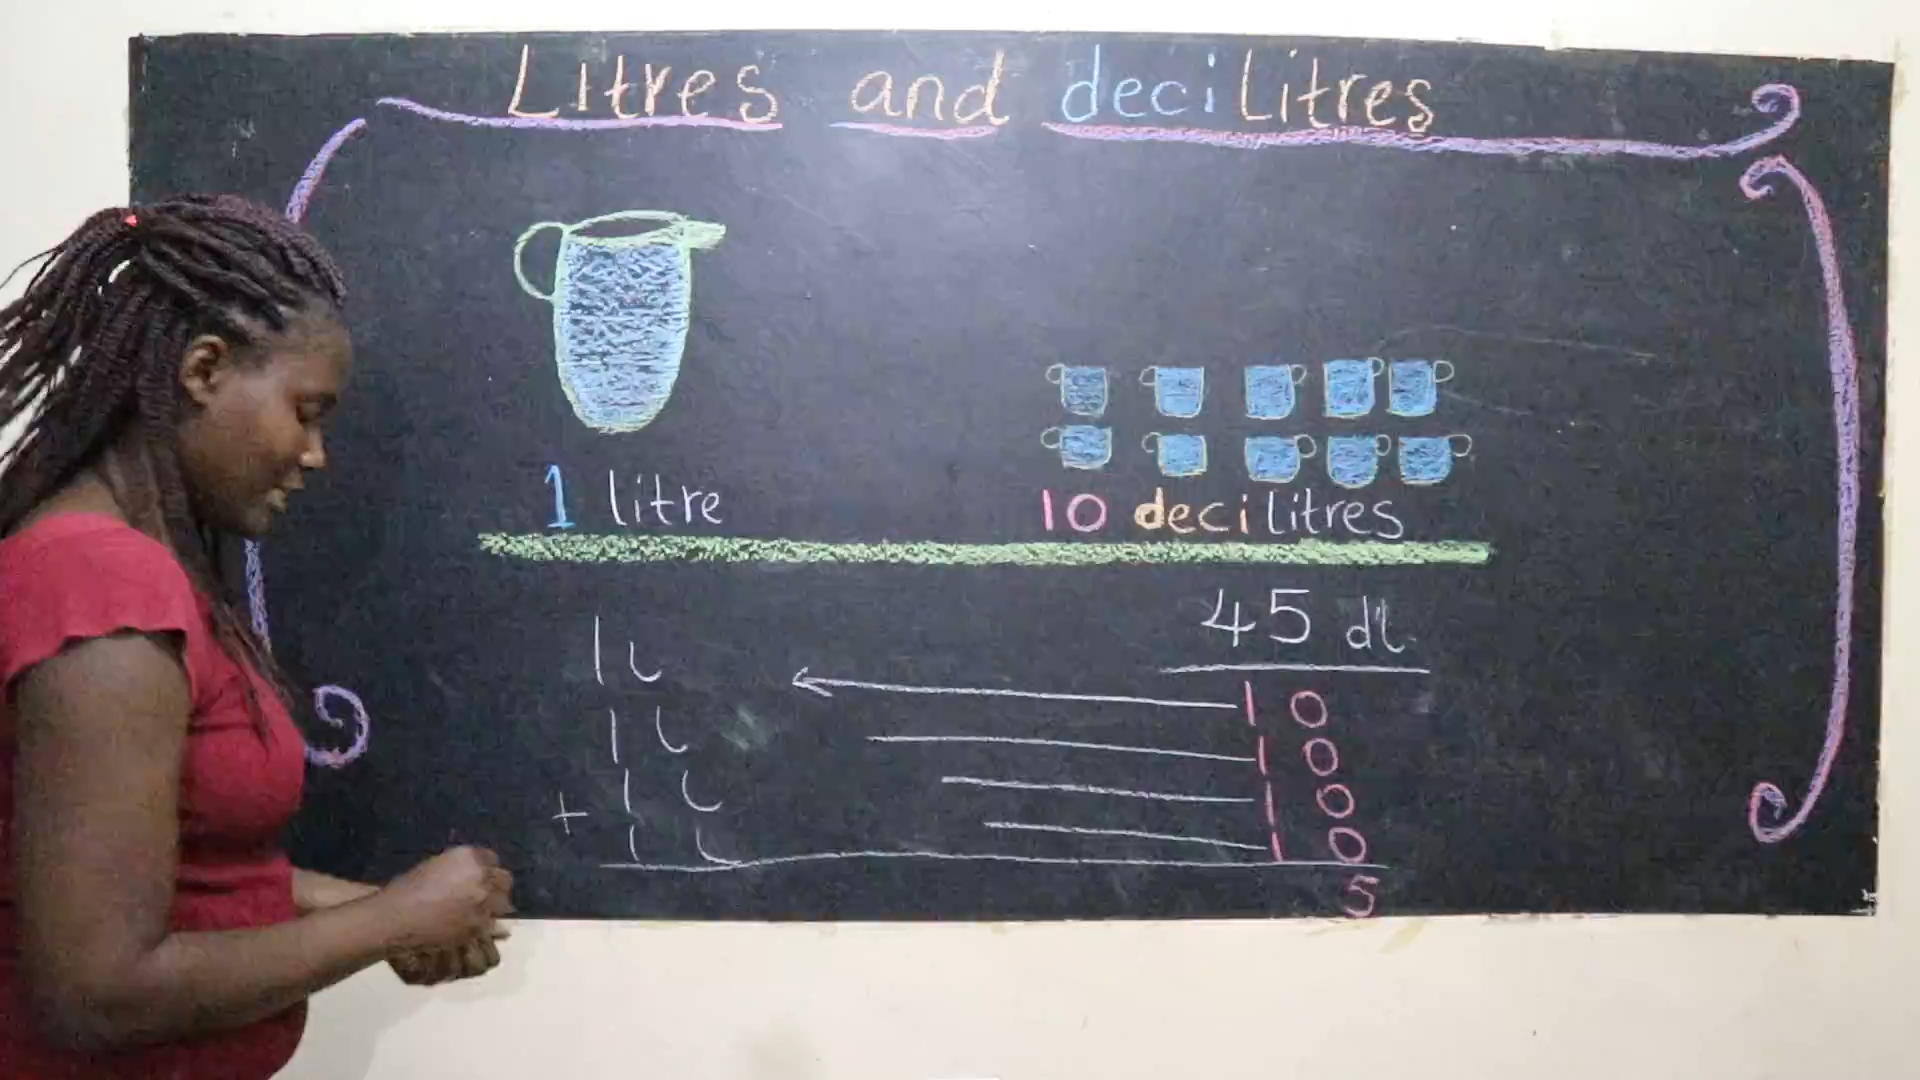 Litres and deciLitres
1 litre 10 decilitres
45 dl
1 L 10
1 L 10
1 L 10
+ 1 L 10
5